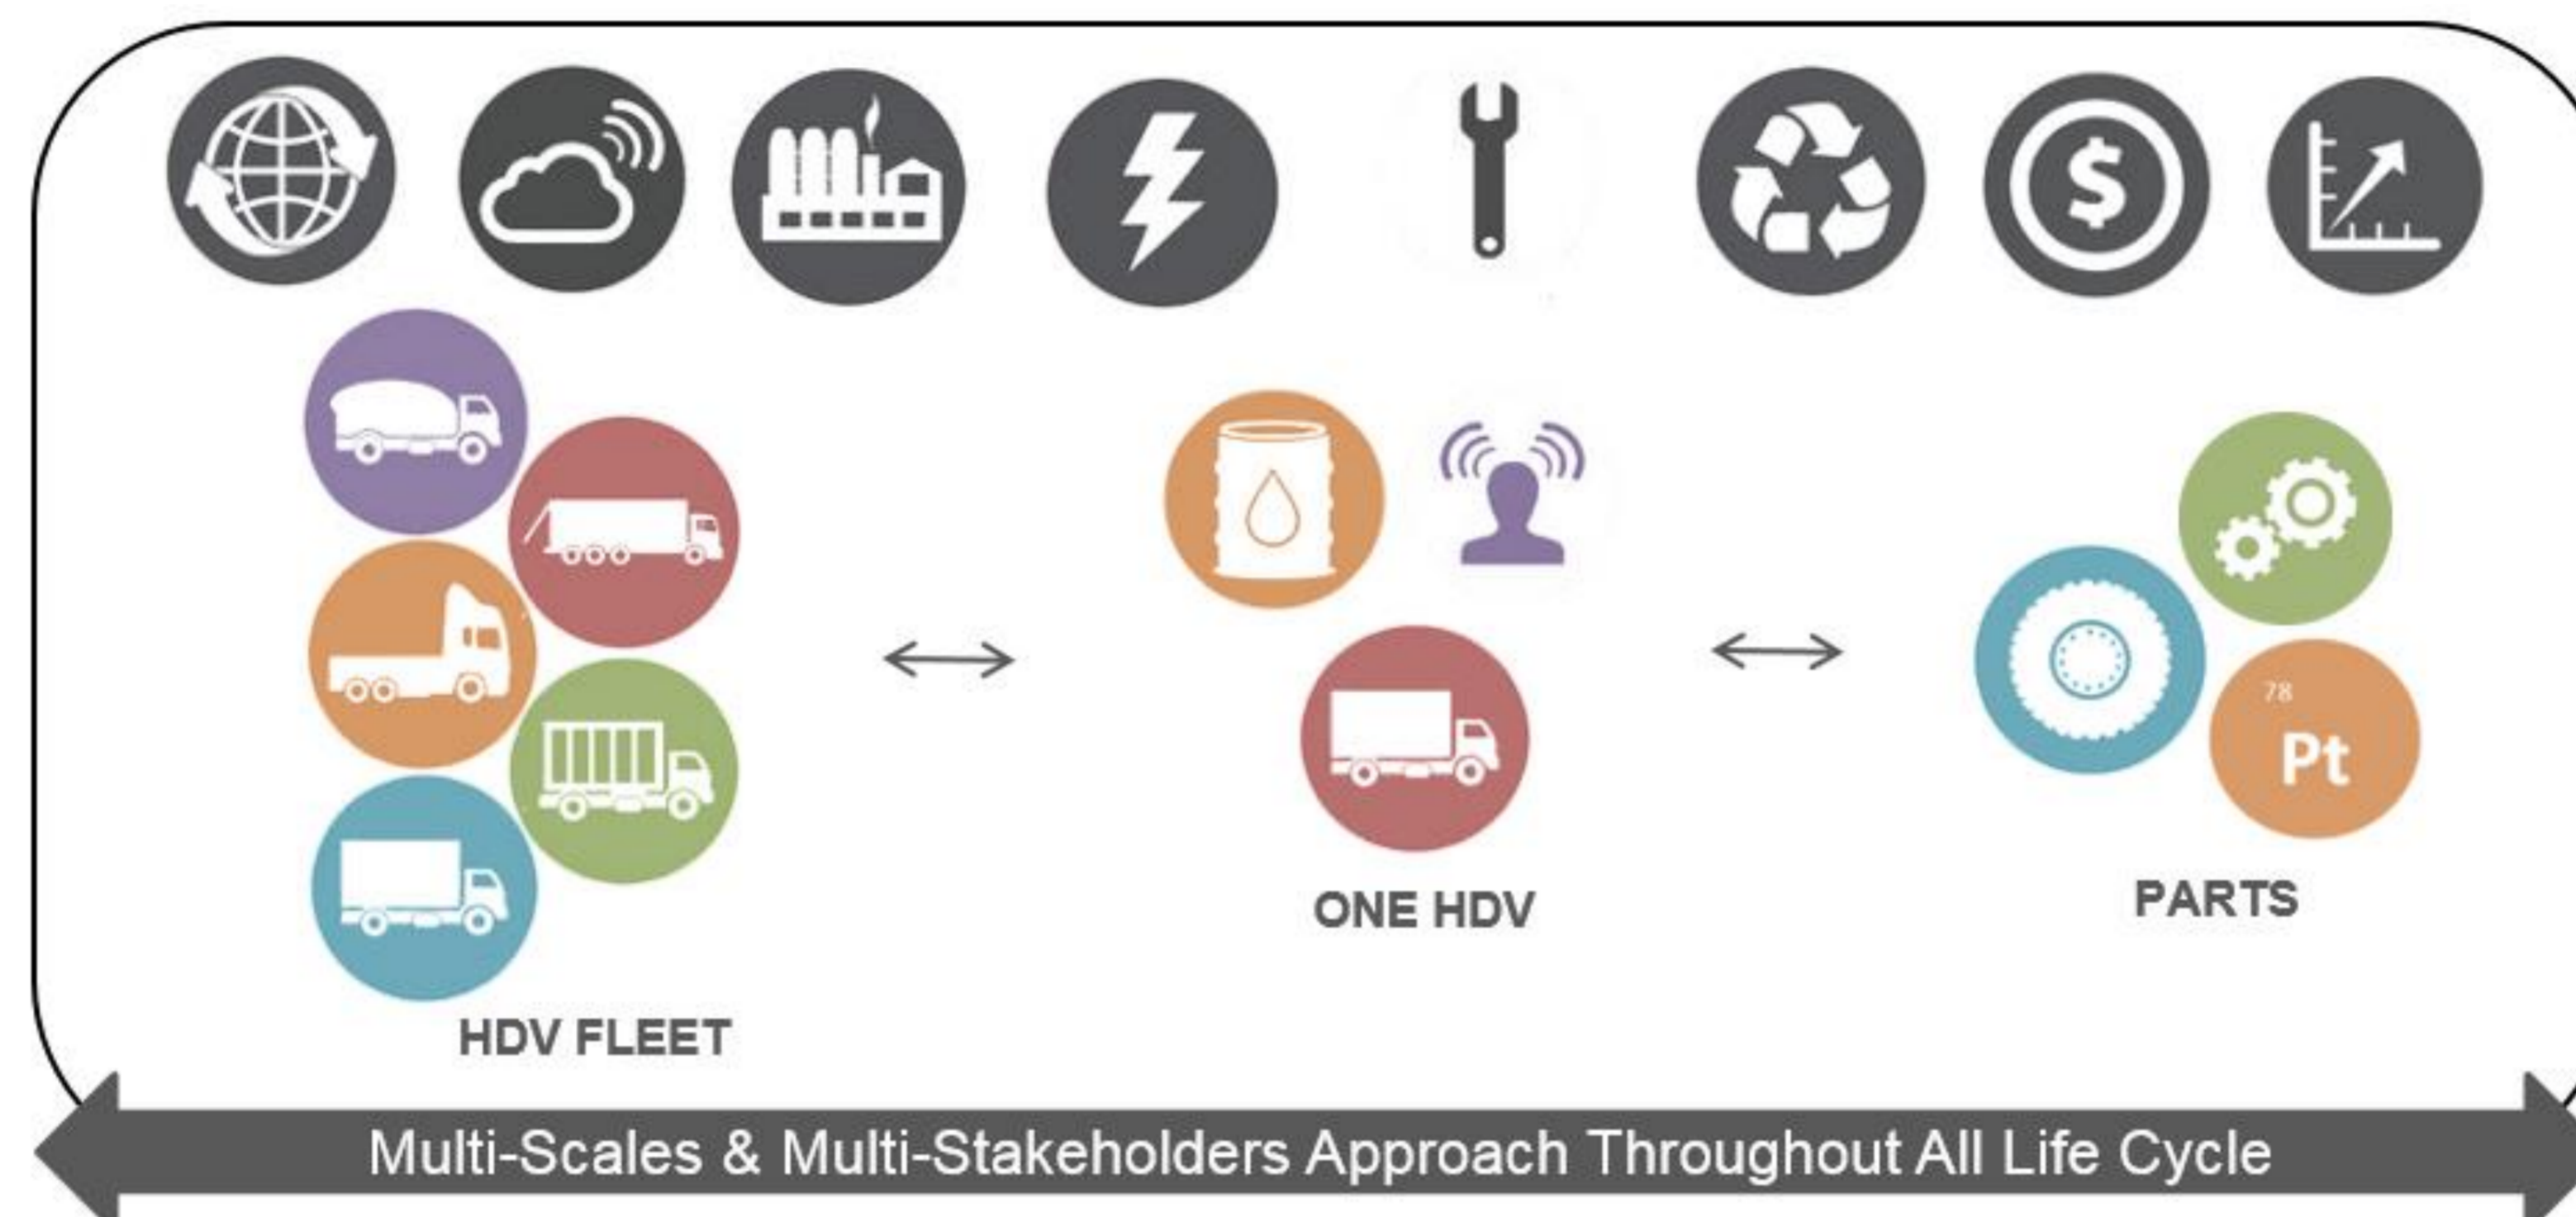 $
78
Pt
ONE HDV
PARTS
HDV FLEET
Multi-Scales & Multi-Stakeholders Approach Throughout All Life Cycle